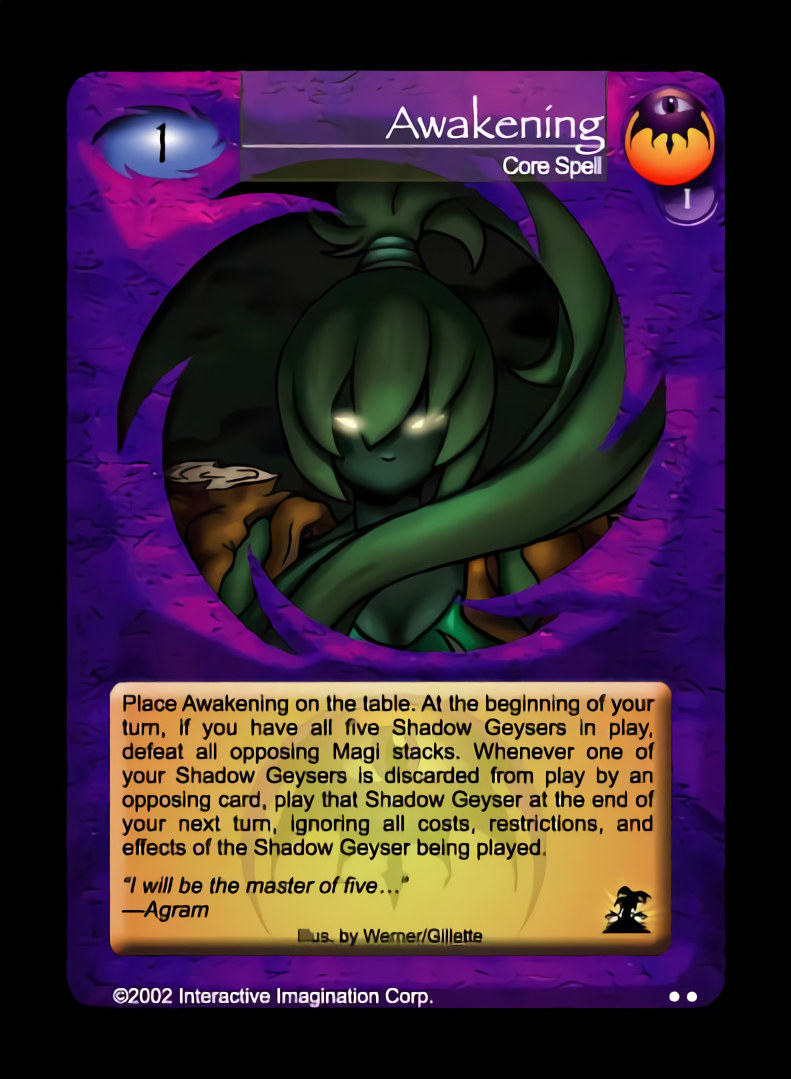 1
Awakening
Core Spell
I
Place Awakening on the table. At the beginning of your
turn, if you have all five Shadow Geysers in play,
defeat all opposing Magi stacks. Whenever one of
your Shadow Geysers is discarded from play by an
opposing card, play that Shadow Geyser at the end of
your next turn, ignoring all costs, restrictions, and
effects of the Shadow Geyser being played.
"I will be the master of five..."
—Agram
Illus. by Werner/Gillette
©2002 Interactive Imagination Corp.